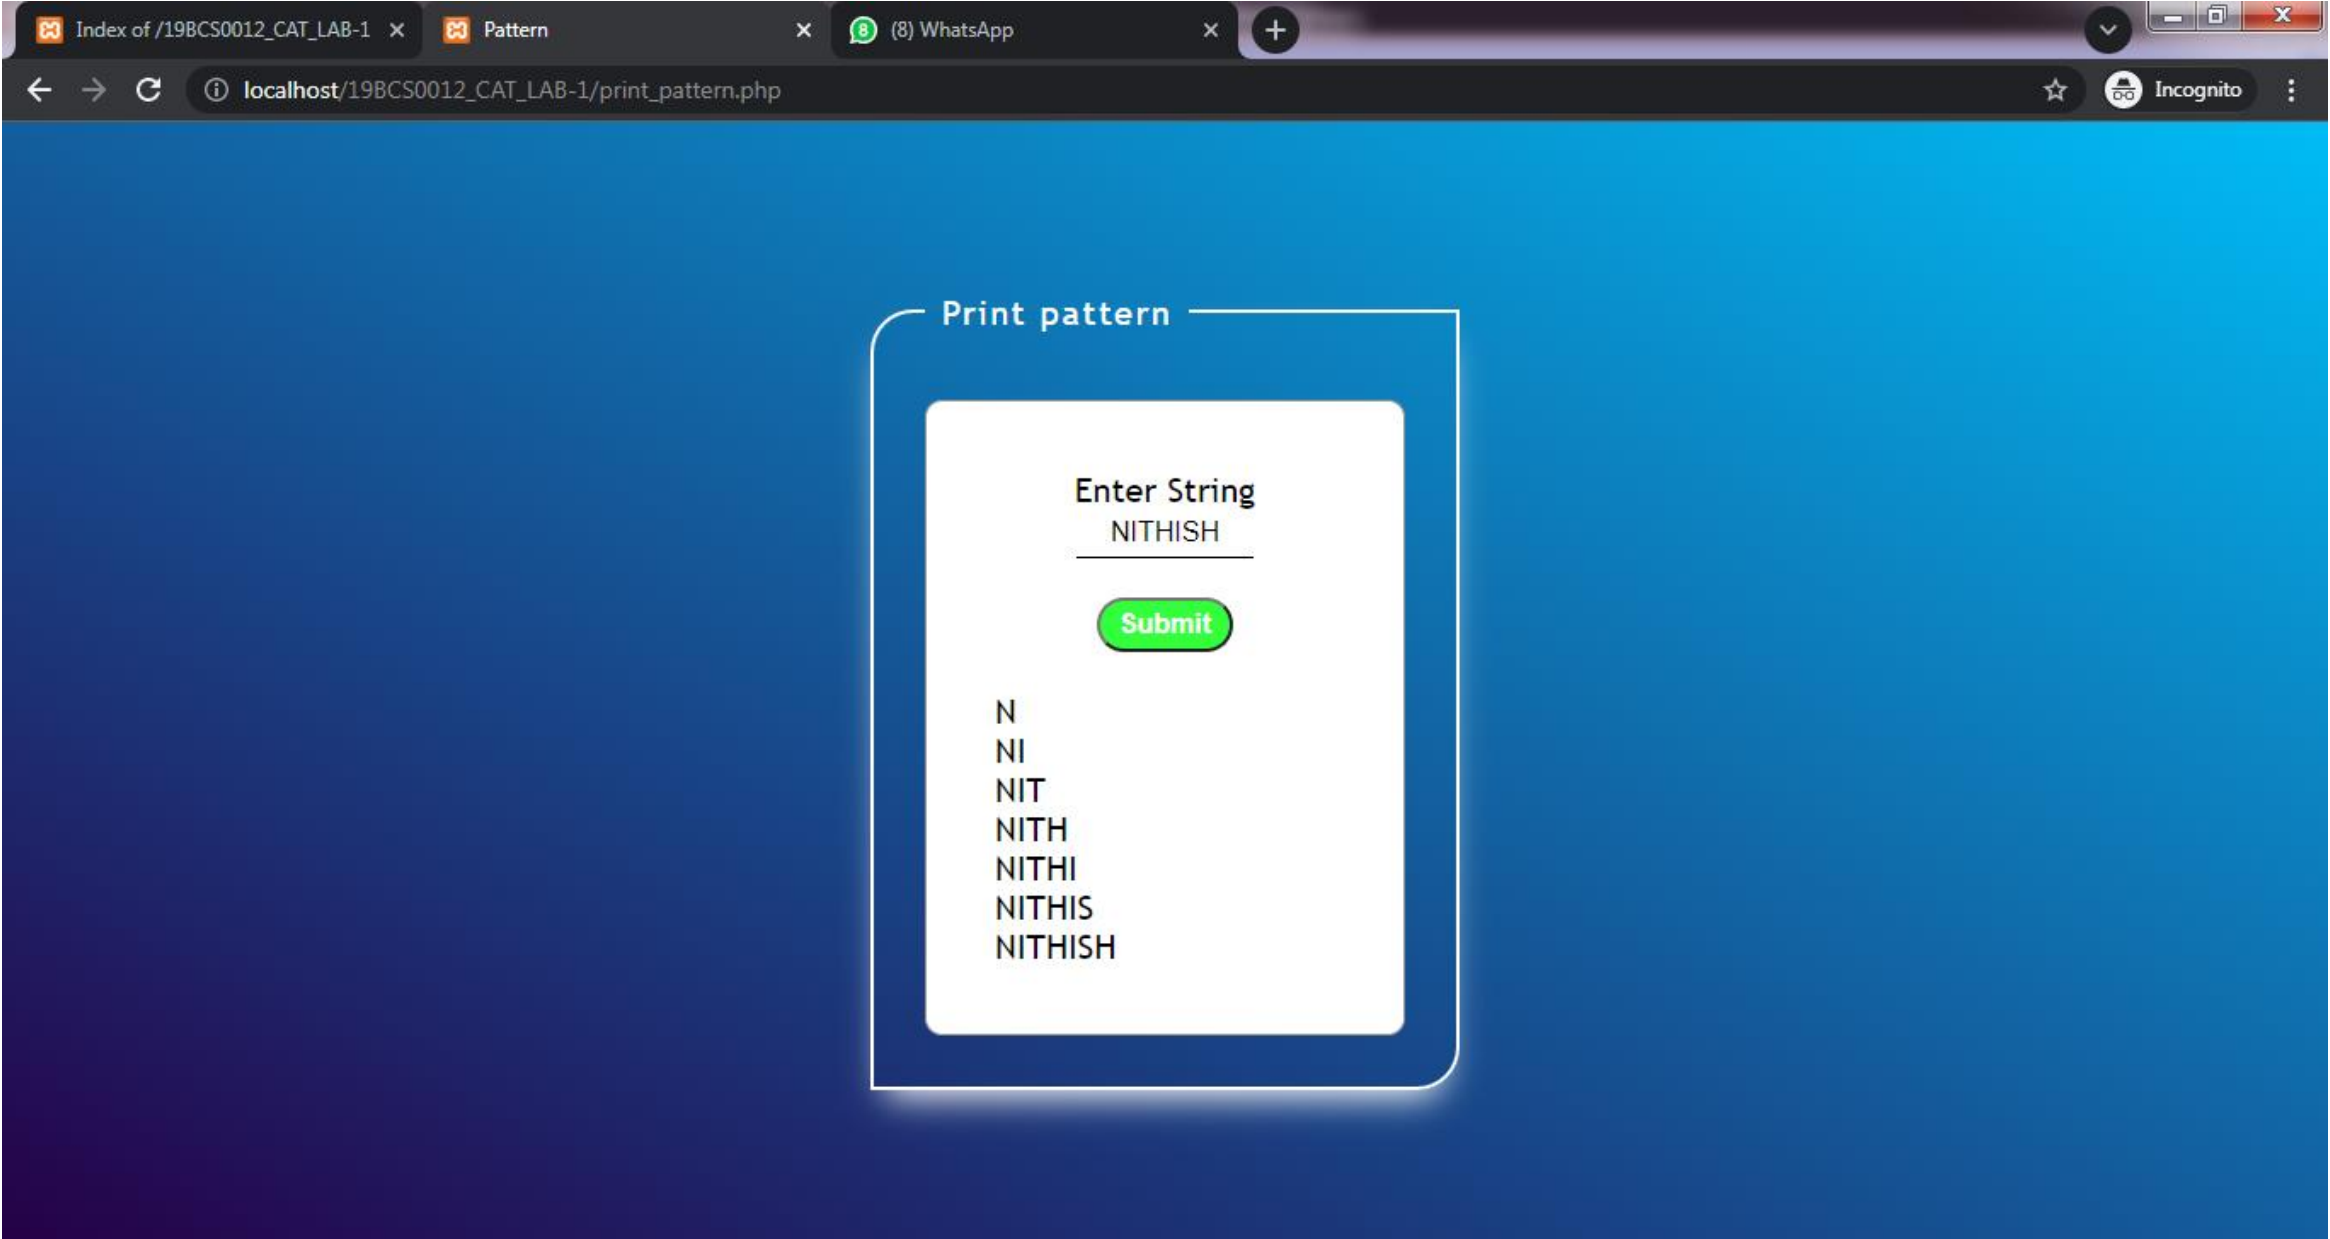 Index of /19BCS0012_CAT_LAB-1
Pattern
(8) WhatsApp
localhost/19BCS0012_CAT_LAB-1/print_pattern.php
Incognito
Print pattern
Enter String
NITHISH
Submit
N
NI
NIT
NITH
NITHI
NITHIS
NITHISH